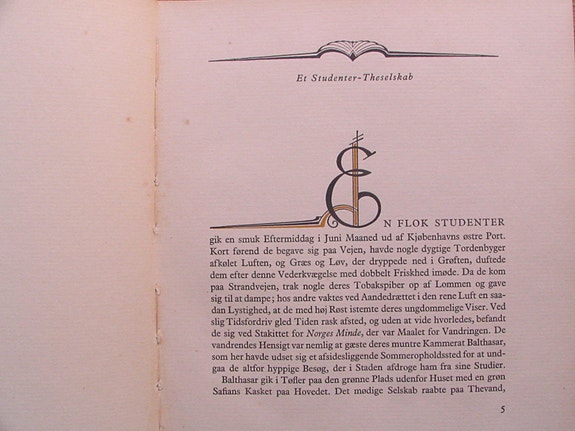 Et Studenter-Theselskab
EN FLOK STUDENTER
gik en smuk Eftermiddag i Juni Maaned ud af Kjøbenhavns østre Port.
Kort førend de begave sig paa Vejen, havde nogle dygtige Tordenbyger
afkølet Luften, og Græs og Løv, der dryppede ned i Grøften, duftede
dem efter denne Vederkvægelse med dobbelt Friskhed imøde. Da de kom
paa Strandvejen, trak nogle deres Tobakspiber op af Lommen og gave
sig til at dampe; hos andre vaktes ved Aandedrættet i den rene Luft en saa-
dan Lystighed, at de med høj Røst istemte deres ungdommelige Viser. Ved
slig Tidsfordriv gled Tiden rask afsted, og uden at vide hvorledes, befandt
de sig ved Stakittet for Norges Minde, der var Maalet for Vandringen. De
vandrendes Hensigt var nemlig at gæste deres muntre Kammerat Balthasar,
som her havde udset sig et afsidesliggende Sommeropholdssted for at und-
gaa de altfor hyppige Besøg, der i Staden afdroge ham fra sine Studier.
Balthasar gik i Tøfler paa den grønne Plads udenfor Huset med en grøn
Safians Kasket paa Hovedet. Det mødige Selskab raabte paa Thevand,
5